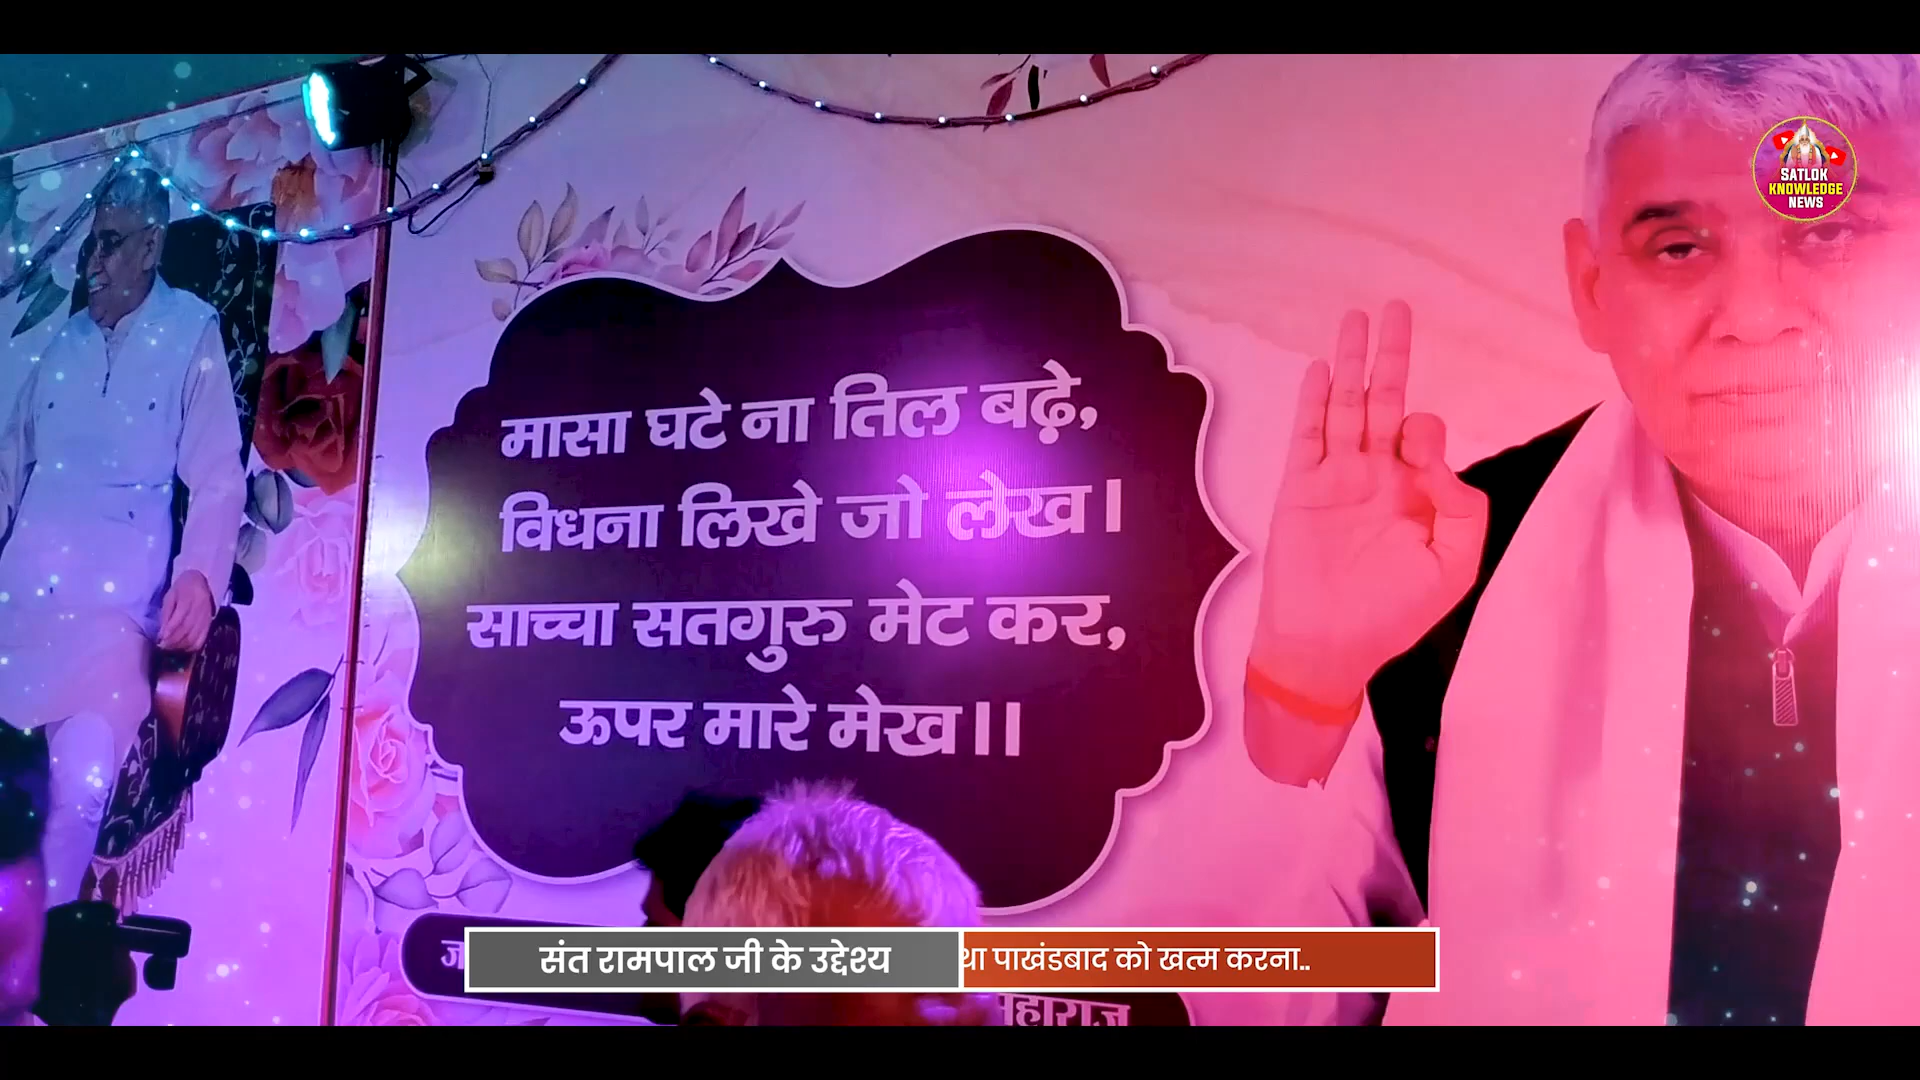 SATLOK
KNOWLEDGE
NEWS
मासा घटे ना तिल बढ़े,
विधना लिखे जो लेख।
साच्चा सतगुरु मेट कर,
ऊपर मारे मेख।।
संत रामपाल जी के उद्देश्य
पाखंडबाद को खत्म करना..